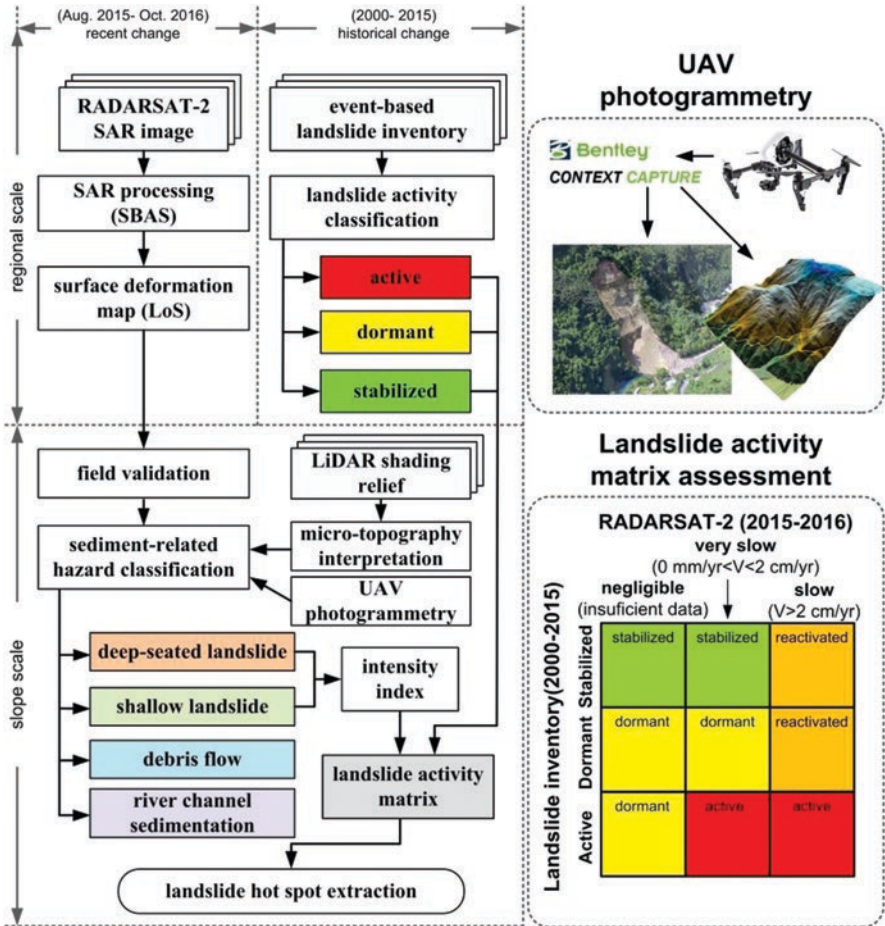 (Aug. 2015- Oct. 2016)
recent change
(2000- 2015)
historical change
regional scale
RADARSAT-2
SAR image
SAR processing
(SBAS)
surface deformation
map (LoS)
event-based
landslide inventory
landslide activity
classification
active
dormant
stabilized
slope scale
field validation
sediment-related
hazard classification
LiDAR shading
relief
micro-topography
interpretation
UAV
photogrammetry
deep-seated landslide
shallow landslide
debris flow
river channel
sedimentation
intensity
index
landslide activity
matrix
landslide hot spot extraction
UAV
photogrammetry
Bentley
CONTEXT CAPTURE
Landslide activity
matrix assessment
RADARSAT-2 (2015-2016)
very slow
(0 mm/yr<V<2 cm/yr)
negligible
(insuficient data)
slow
(V>2 cm/yr)
Landslide inventory(2000-2015)
Stabilized
stabilized
stabilized
reactivated
Dormant
dormant
dormant
reactivated
Active
dormant
active
active